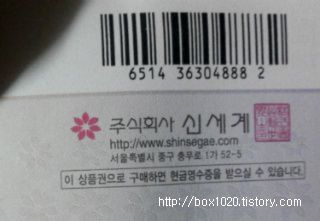 6514 36304888 2
주식회사 신세계
http://www.shinsegae.com
서울특별시 중구 충무로 1가 52-5
이 상품권으로 구매하면 현금영수증을 받으실 수 있습니다.
http://box1020.tistory.com